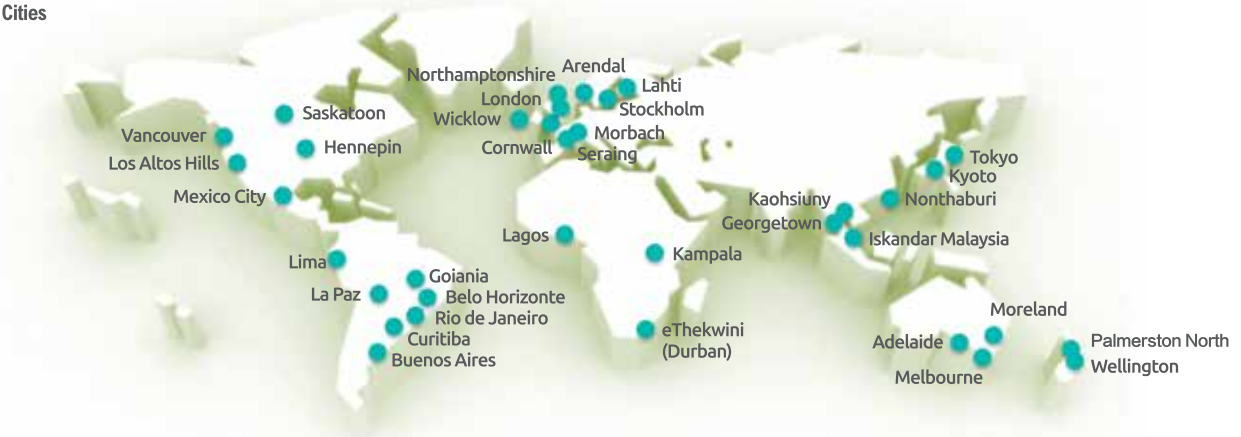 Cities
Arendal
Northamptonshire
Lahti
London
Stockholm
Wicklow
Saskatoon
Vancouver
Morbach
Cornwall
Hennepin
Seraing
Los Altos Hills
Tokyo
Kyoto
Mexico City
Kaohsiuny
Nonthaburi
Georgetown
Lagos
Iskandar Malaysia
Kampala
Lima
Goiania
La Paz
Belo Horizonte
Moreland
Rio de Janeiro
eThekwini
(Durban)
Curitiba
Adelaide
Palmerston North
Buenos Aires
Wellington
Melbourne